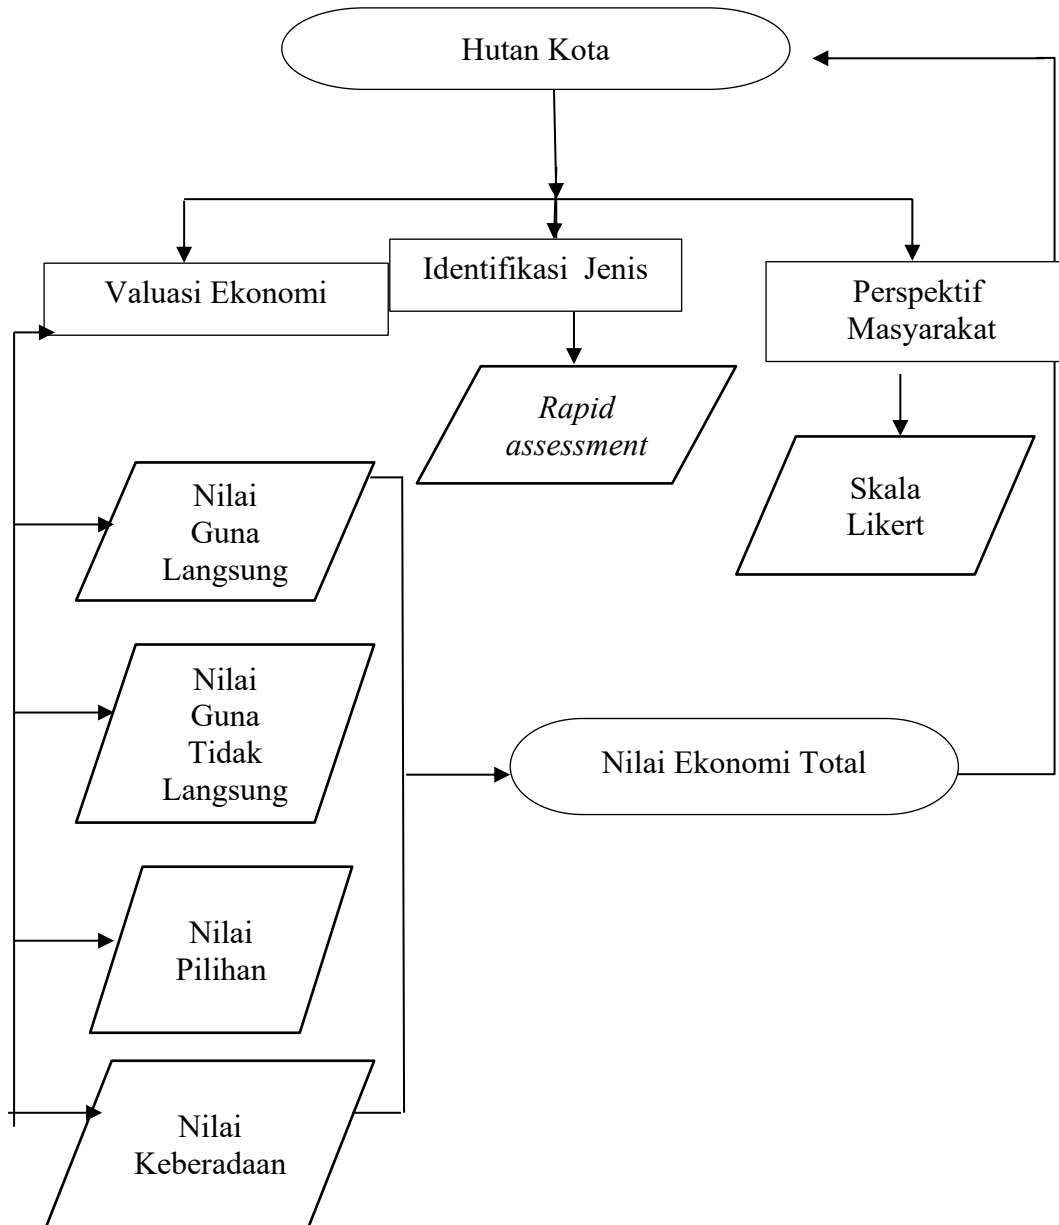 Hutan Kota
Valuasi Ekonomi
Identifikasi Jenis
Perspektif
Masyarakat
Rapid
assessment
Skala
Likert
Nilai
Guna
Langsung
Nilai
Guna
Tidak
Langsung
Nilai Ekonomi Total
Nilai
Pilihan
Nilai
Keberadaan